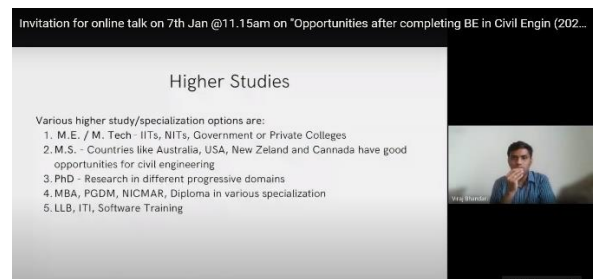 Invitation for online talk on 7th Jan @11.15am on "Opportunities after completing BE in Civil Engin (202...
Higher Studies
Various higher study/specialization options are:
1. M.E. / M. Tech - IITs, NITs, Government or Private Colleges
2. M.S. - Countries like Australia, USA, New Zeland and Cannada have good
opportunities for civil engineering
3. PhD - Research in different progressive domains
4. MBA, PGDM, NICMAR, Diploma in various specialization
5. LLB, ITI, Software Training
Viraj